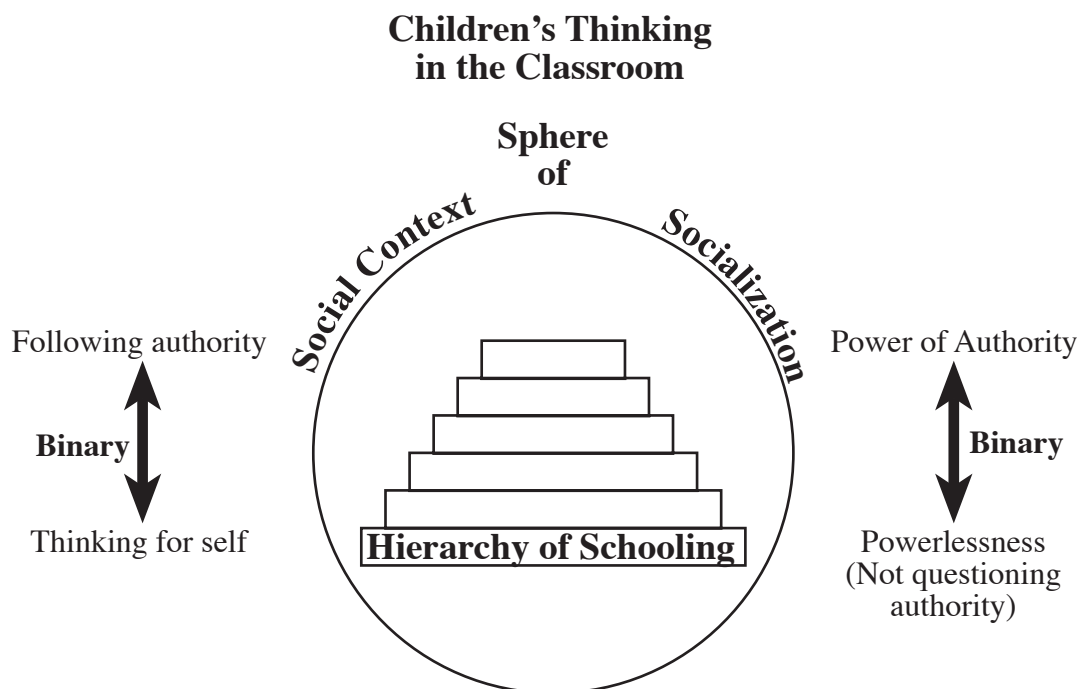 Children’s Thinking
in the Classroom
Sphere
of
Social Context
Socialization
Following authority
Binary
Thinking for self
Hierarchy of Schooling
Power of Authority
Binary
Powerlessness
(Not questioning
authority)